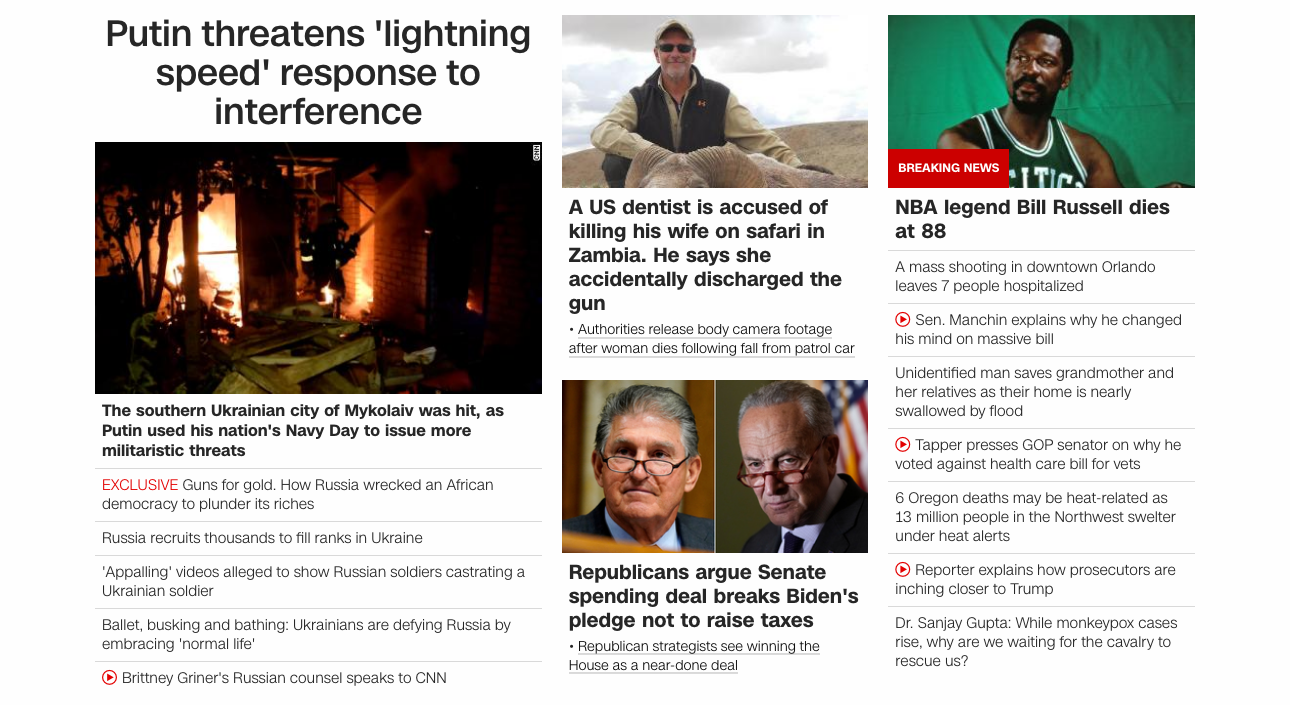 Putin threatens 'lightning
speed' response to
interference
CNN
The southern Ukrainian city of Mykolaiv was hit, as
Putin used his nation's Navy Day to issue more
militaristic threats
EXCLUSIVE Guns for gold. How Russia wrecked an African
democracy to plunder its riches
Russia recruits thousands to fill ranks in Ukraine
'Appalling' videos alleged to show Russian soldiers castrating a
Ukrainian soldier
Ballet, busking and bathing: Ukrainians are defying Russia by
embracing 'normal life'
Brittney Griner's Russian counsel speaks to CNN
A US dentist is accused of
killing his wife on safari in
Zambia. He says she
accidentally discharged the
gun
• Authorities release body camera footage
after woman dies following fall from patrol car
Republicans argue Senate
spending deal breaks Biden's
pledge not to raise taxes
• Republican strategists see winning the
House as a near-done deal
BREAKING NEWS
ELTICS
NBA legend Bill Russell dies
at 88
A mass shooting in downtown Orlando
leaves 7 people hospitalized
Sen. Manchin explains why he changed
his mind on massive bill
Unidentified man saves grandmother and
her relatives as their home is nearly
swallowed by flood
Tapper presses GOP senator on why he
voted against health care bill for vets
6 Oregon deaths may be heat-related as
13 million people in the Northwest swelter
under heat alerts
Reporter explains how prosecutors are
inching closer to Trump
Dr. Sanjay Gupta: While monkeypox cases
rise, why are we waiting for the cavalry to
rescue us?